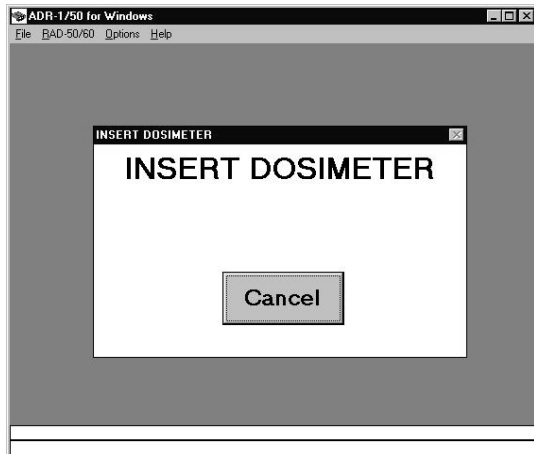 ADR-1/50 for Windows
File RAD-50/60 Options Help
INSERT DOSIMETER
INSERT DOSIMETER
Cancel